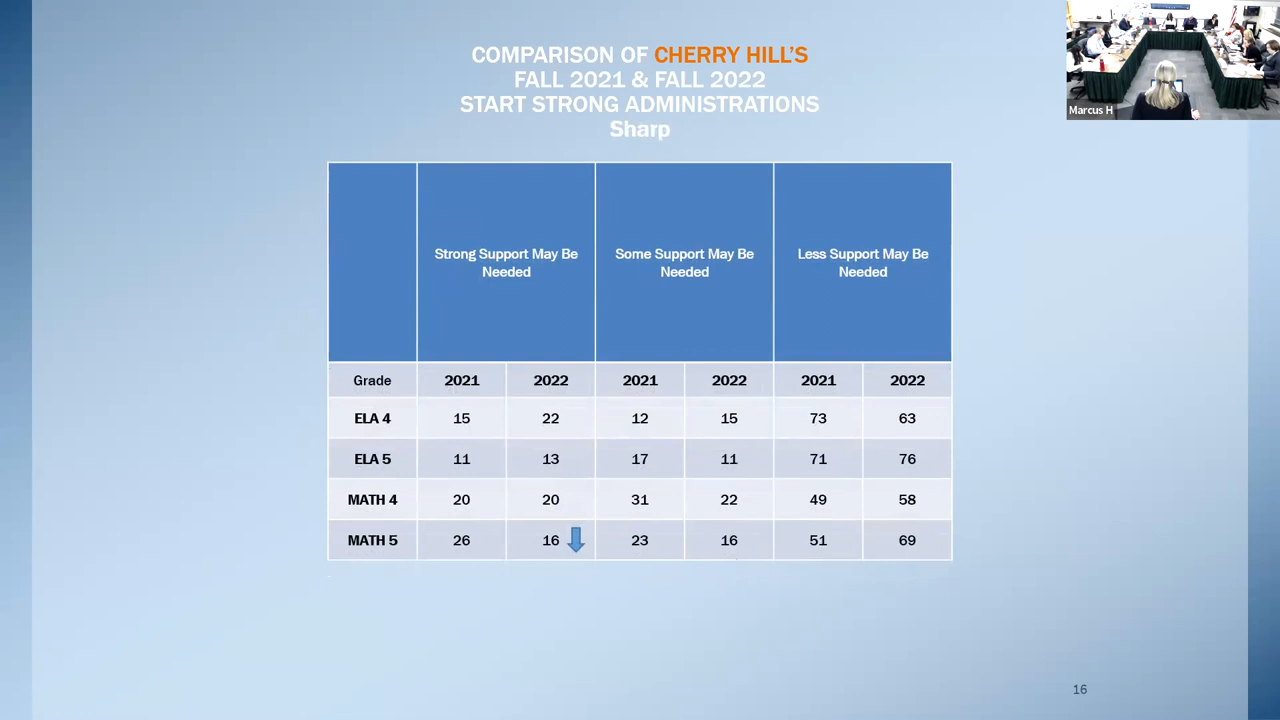 COMPARISON OF CHERRY HILL'S
FALL 2021 & FALL 2022
START STRONG ADMINISTRATIONS
Sharp
Marcus H
Strong Support May Be
Needed
Some Support May Be
Needed
Less Support May Be
Needed
Grade 2021 2022 2021 2022 2021 2022
ELA 4 15 22 12 15 73 63
ELA 5 11 13 17 11 71 76
MATH 4 20 20 31 22 49 58
MATH 5 26 16 23 16 51 69
16